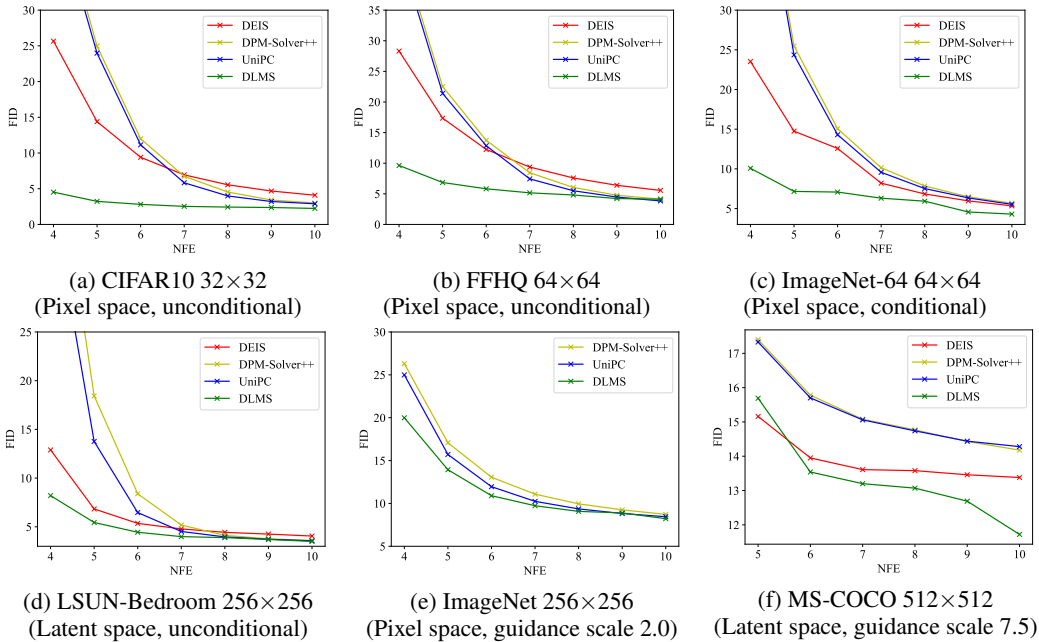 30
25
20
15
10
5
0
FID
4 5 6 7 8 9 10
NFE
DEIS
DPM-Solver++
UniPC
DLMS
(a) CIFAR10 32×32
(Pixel space, unconditional)
35
30
25
20
15
10
5
0
FID
4 5 6 7 8 9 10
NFE
DEIS
DPM-Solver++
UniPC
DLMS
(b) FFHQ 64×64
(Pixel space, unconditional)
30
25
20
15
10
5
FID
4 5 6 7 8 9 10
NFE
DEIS
DPM-Solver++
UniPC
DLMS
(c) ImageNet-64 64×64
(Pixel space, conditional)
25
20
15
10
5
FID
4 5 6 7 8 9 10
NFE
DEIS
DPM-Solver++
UniPC
DLMS
(d) LSUN-Bedroom 256×256
(Latent space, unconditional)
30
25
20
15
10
5
FID
4 5 6 7 8 9 10
NFE
DPM-Solver++
UniPC
DLMS
(e) ImageNet 256×256
(Pixel space, guidance scale 2.0)
17
16
15
14
13
12
FID
5 6 7 8 9 10
NFE
DEIS
DPM-Solver++
UniPC
DLMS
(f) MS-COCO 512×512
(Latent space, guidance scale 7.5)